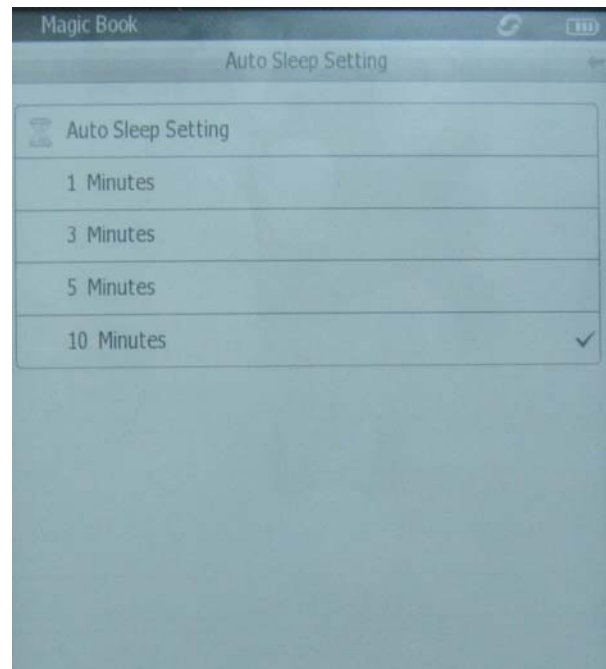 Magic Book
Auto Sleep Setting
Auto Sleep Setting
1 Minutes
3 Minutes
5 Minutes
10 Minutes